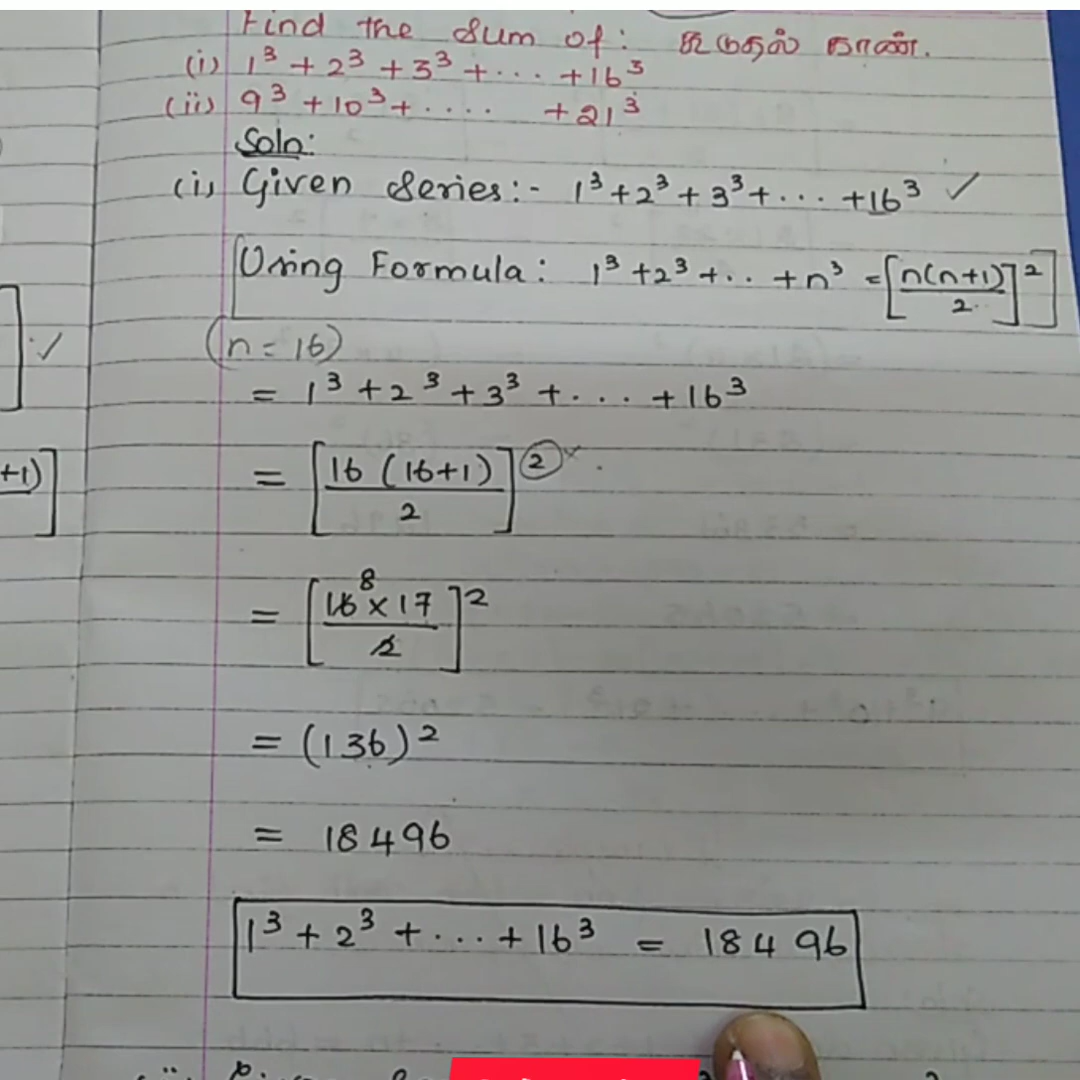 Find the Sum of: கூடுதல் காண்.
(i) 1³ + 2³ + 3³ + ... + 16³
(ii) 9³ + 10³ + .... + 21³
Soln:
(i) Given Series:- 1³ + 2³ + 3³ + ... + 16³ ✓
Using Formula: 1³ + 2³ + .. + n³ = [n(n+1)/2]²
] ✓
(n = 16)
= 1³ + 2³ + 3³ + .... + 16³
+1)]
= [16 (16+1)/2]²
= [16 8 × 17/2]²
= (136)²
= 18496
1³ + 2³ + ... + 16³ = 18496